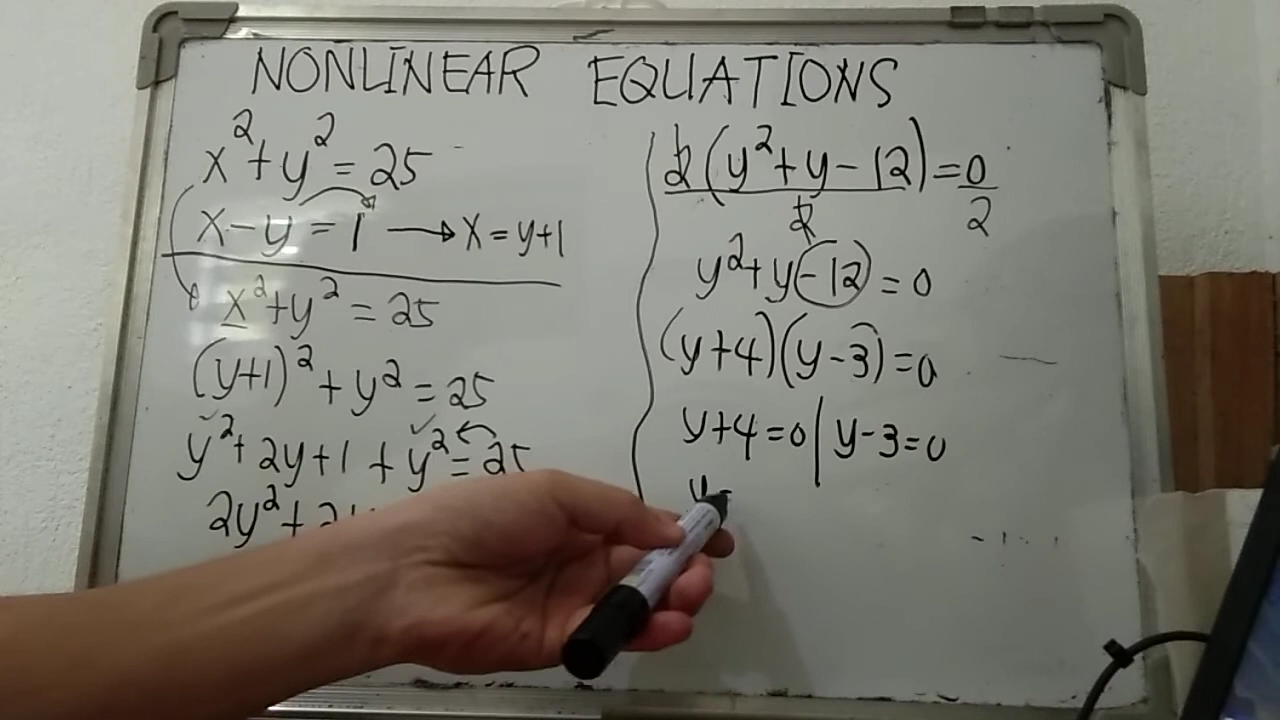 NONLINEAR EQUATIONS
x² + y² = 25
x - y = 1 → x = y+1
x² + y² = 25
(y+1)² + y² = 25
y² + 2y + 1 + y² = 25
2y² + 2y
2(y² + y - 12) = 0
2 2
y² + y - 12 = 0
(y+4)(y-3) = 0
y+4=0 | y-3=0
y =